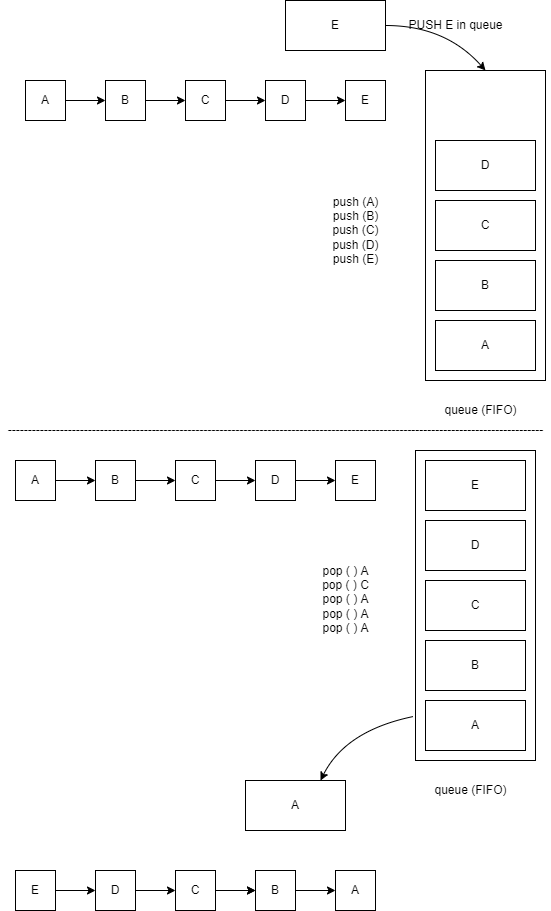 E
PUSH E in queue
A B C D E
D
push (A)
push (B)
push (C)
push (D)
push (E)
C
B
A
queue (FIFO)
A B C D E
E
D
pop ( ) A
pop ( ) C
pop ( ) A
pop ( ) A
pop ( ) A
C
B
A
queue (FIFO)
A
E D C B A